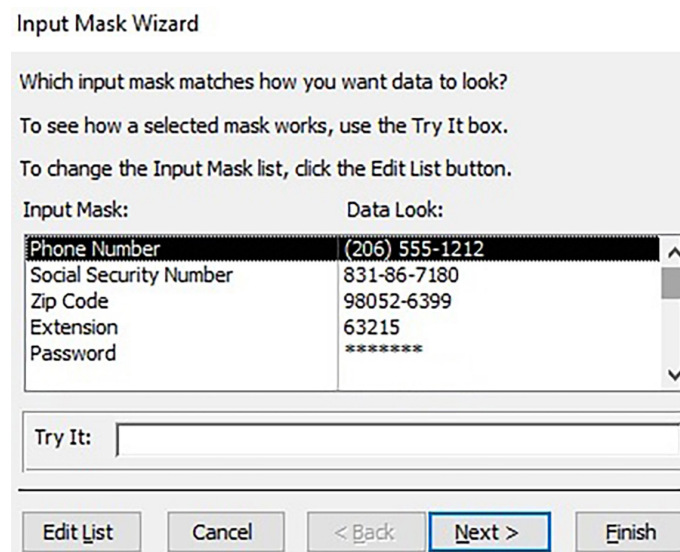 Input Mask Wizard
Which input mask matches how you want data to look?
To see how a selected mask works, use the Try It box.
To change the Input Mask list, click the Edit List button.
Input Mask: Data Look:
Phone Number (206) 555-1212
Social Security Number 831-86-7180
Zip Code 98052-6399
Extension 63215
Password *******
Try It:
Edit List Cancel < Back Next > Finish